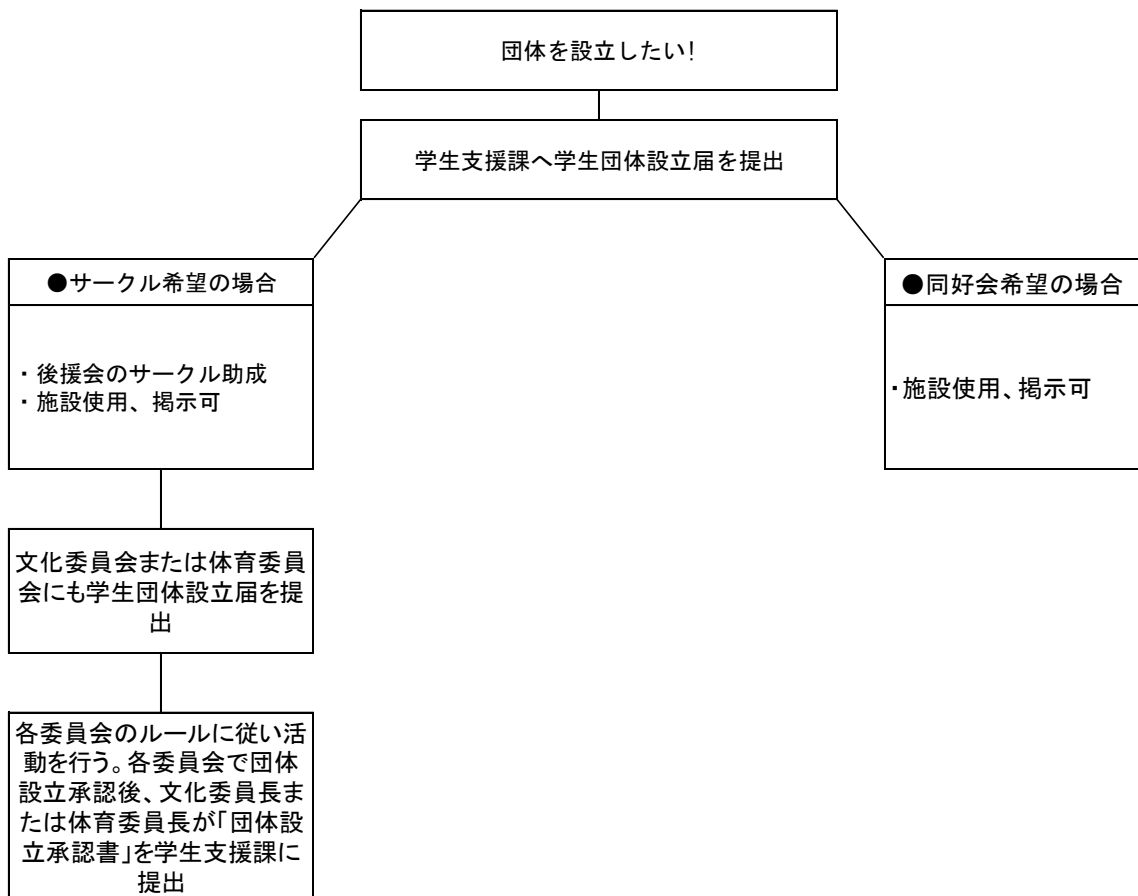 団体を設立したい!
学生支援課へ学生団体設立届を提出
●サークル希望の場合
・後援会のサークル助成
・施設使用、掲示可
文化委員会または体育委員
会にも学生団体設立届を提
出
各委員会のルールに従い活
動を行う。各委員会で団体
設立承認後、文化委員長ま
たは体育委員長が「団体設
立承認書」を学生支援課に
提出
●同好会希望の場合
・施設使用、掲示可